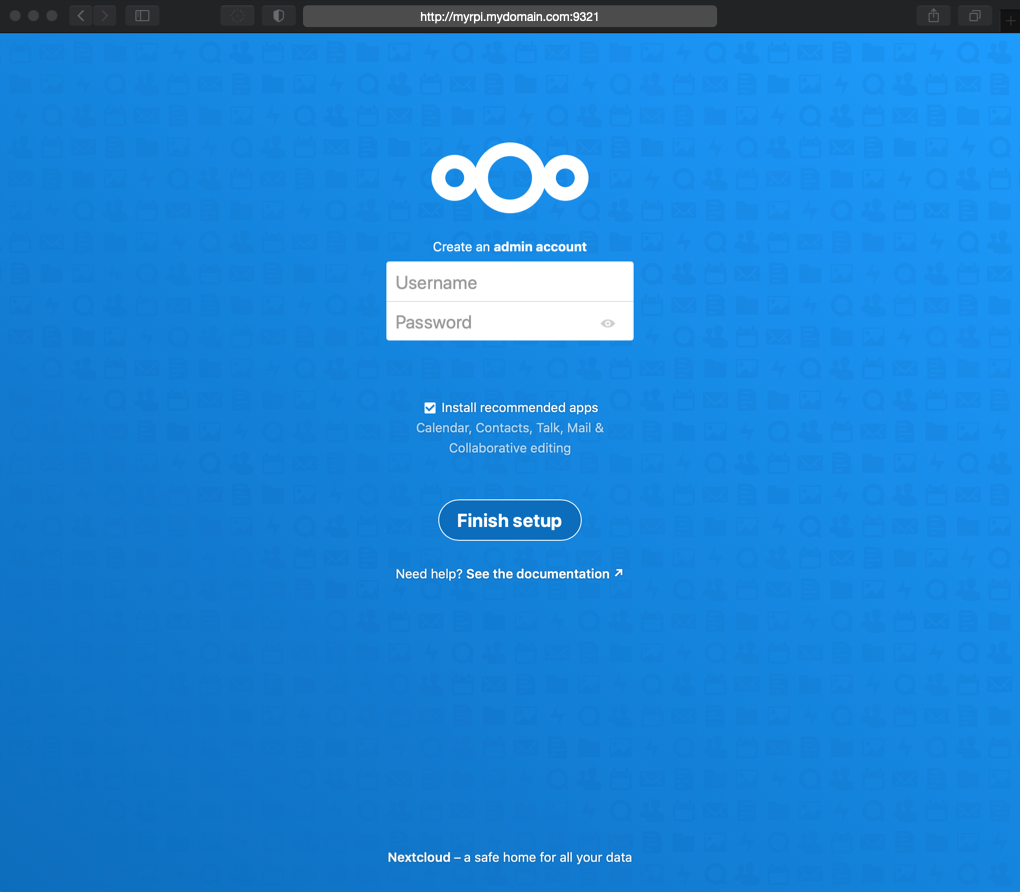 http://myrpi.mydomain.com:9321
Create an admin account
Username
Password
Install recommended apps
Calendar, Contacts, Talk, Mail &
Collaborative editing
Finish setup
Need help? See the documentation ↗
Nextcloud – a safe home for all your data